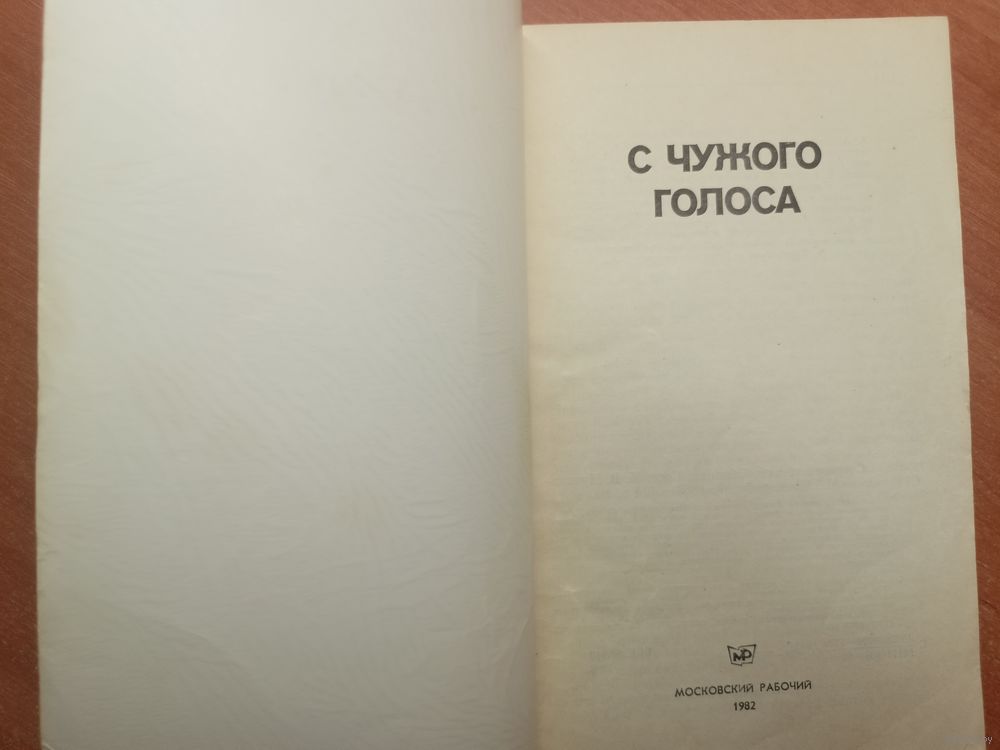 С ЧУЖОГО
ГОЛОСА
МР
МОСКОВСКИЙ РАБОЧИЙ
1982